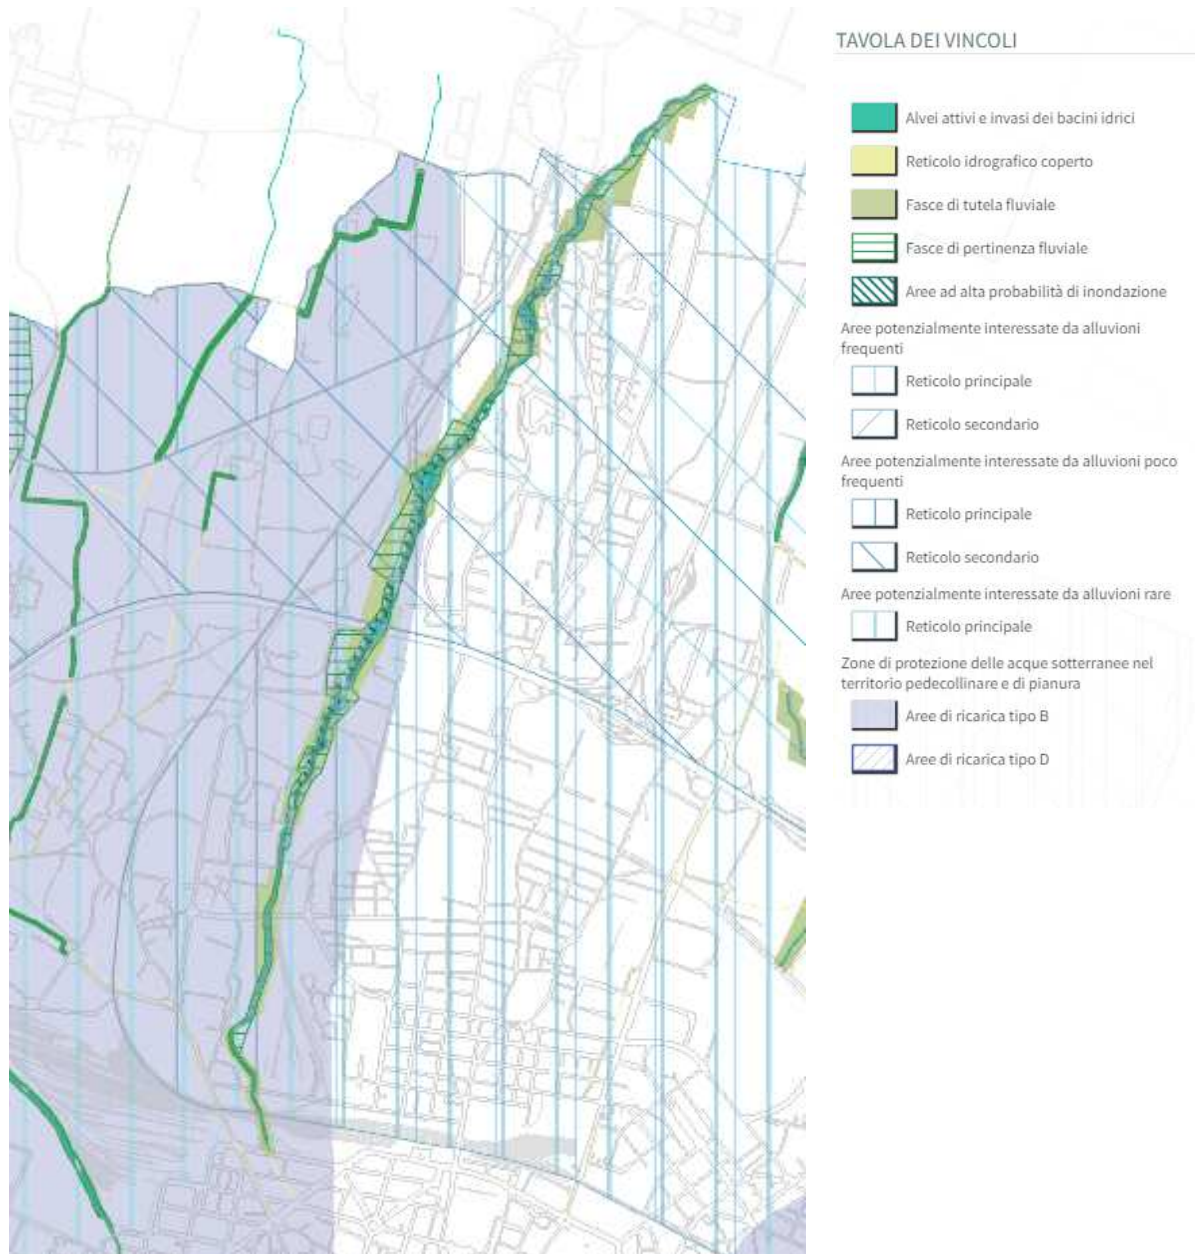 TAVOLA DEI VINCOLI
Alvei attivi e invasi dei bacini idrici
Reticolo idrografico coperto
Fasce di tutela fluviale
Fasce di pertinenza fluviale
Aree ad alta probabilità di inondazione
Aree potenzialmente interessate da alluvioni
frequenti
Reticolo principale
Reticolo secondario
Aree potenzialmente interessate da alluvioni poco
frequenti
Reticolo principale
Reticolo secondario
Aree potenzialmente interessate da alluvioni rare
Reticolo principale
Zone di protezione delle acque sotterranee nel
territorio pedecollinare e di pianura
Aree di ricarica tipo B
Aree di ricarica tipo D